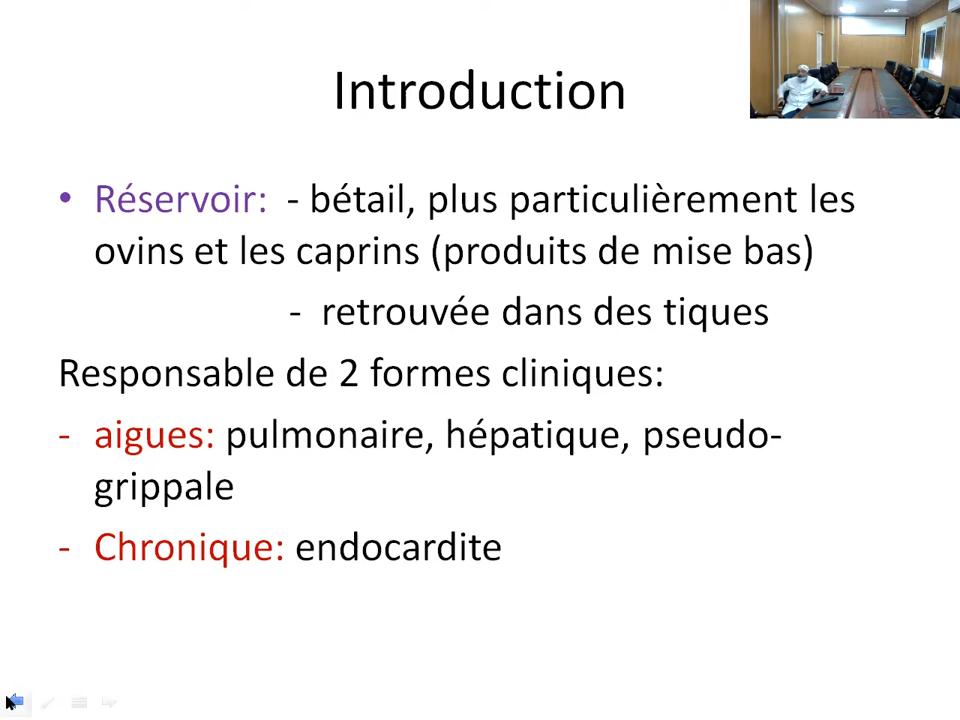 Introduction
• Réservoir: - bétail, plus particulièrement les
ovins et les caprins (produits de mise bas)
- retrouvée dans des tiques
Responsable de 2 formes cliniques:
- aigues: pulmonaire, hépatique, pseudo-
grippale
- Chronique: endocardite